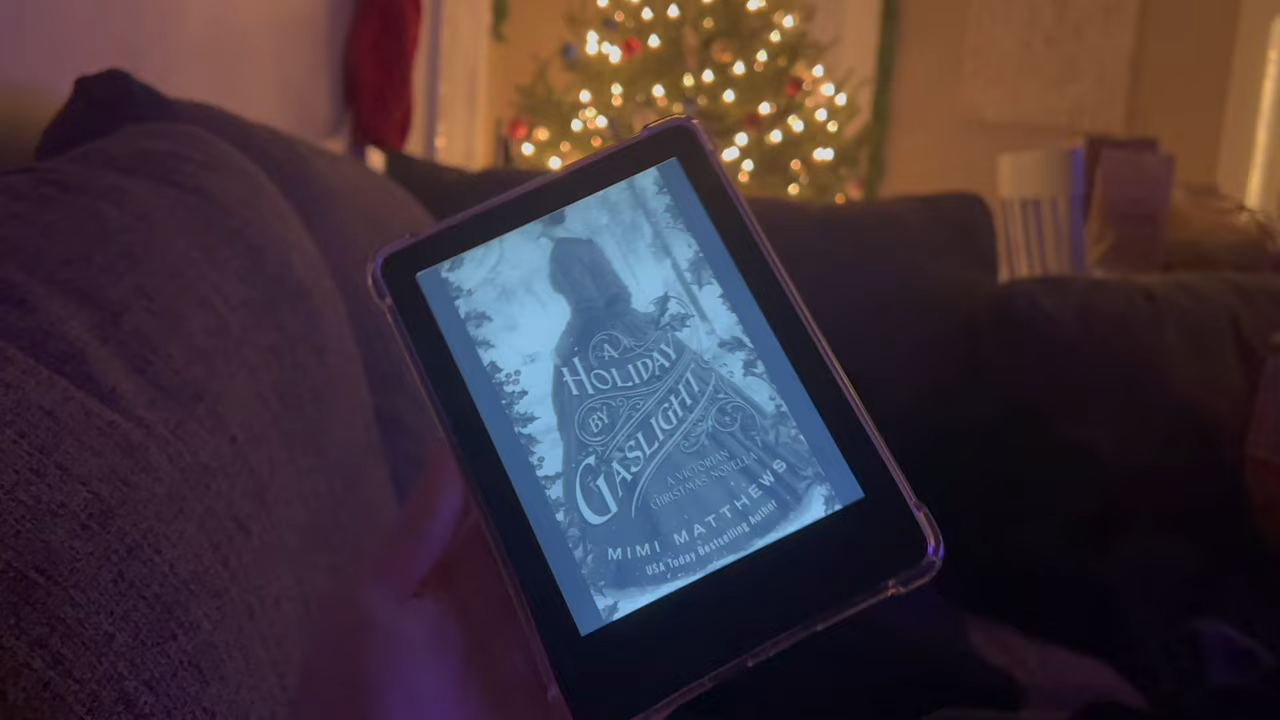 A
HOLIDAY
BY
GASLIGHT
A VICTORIAN
CHRISTMAS NOVELLA
MIMI MATTHEWS
USA Today Bestselling Author